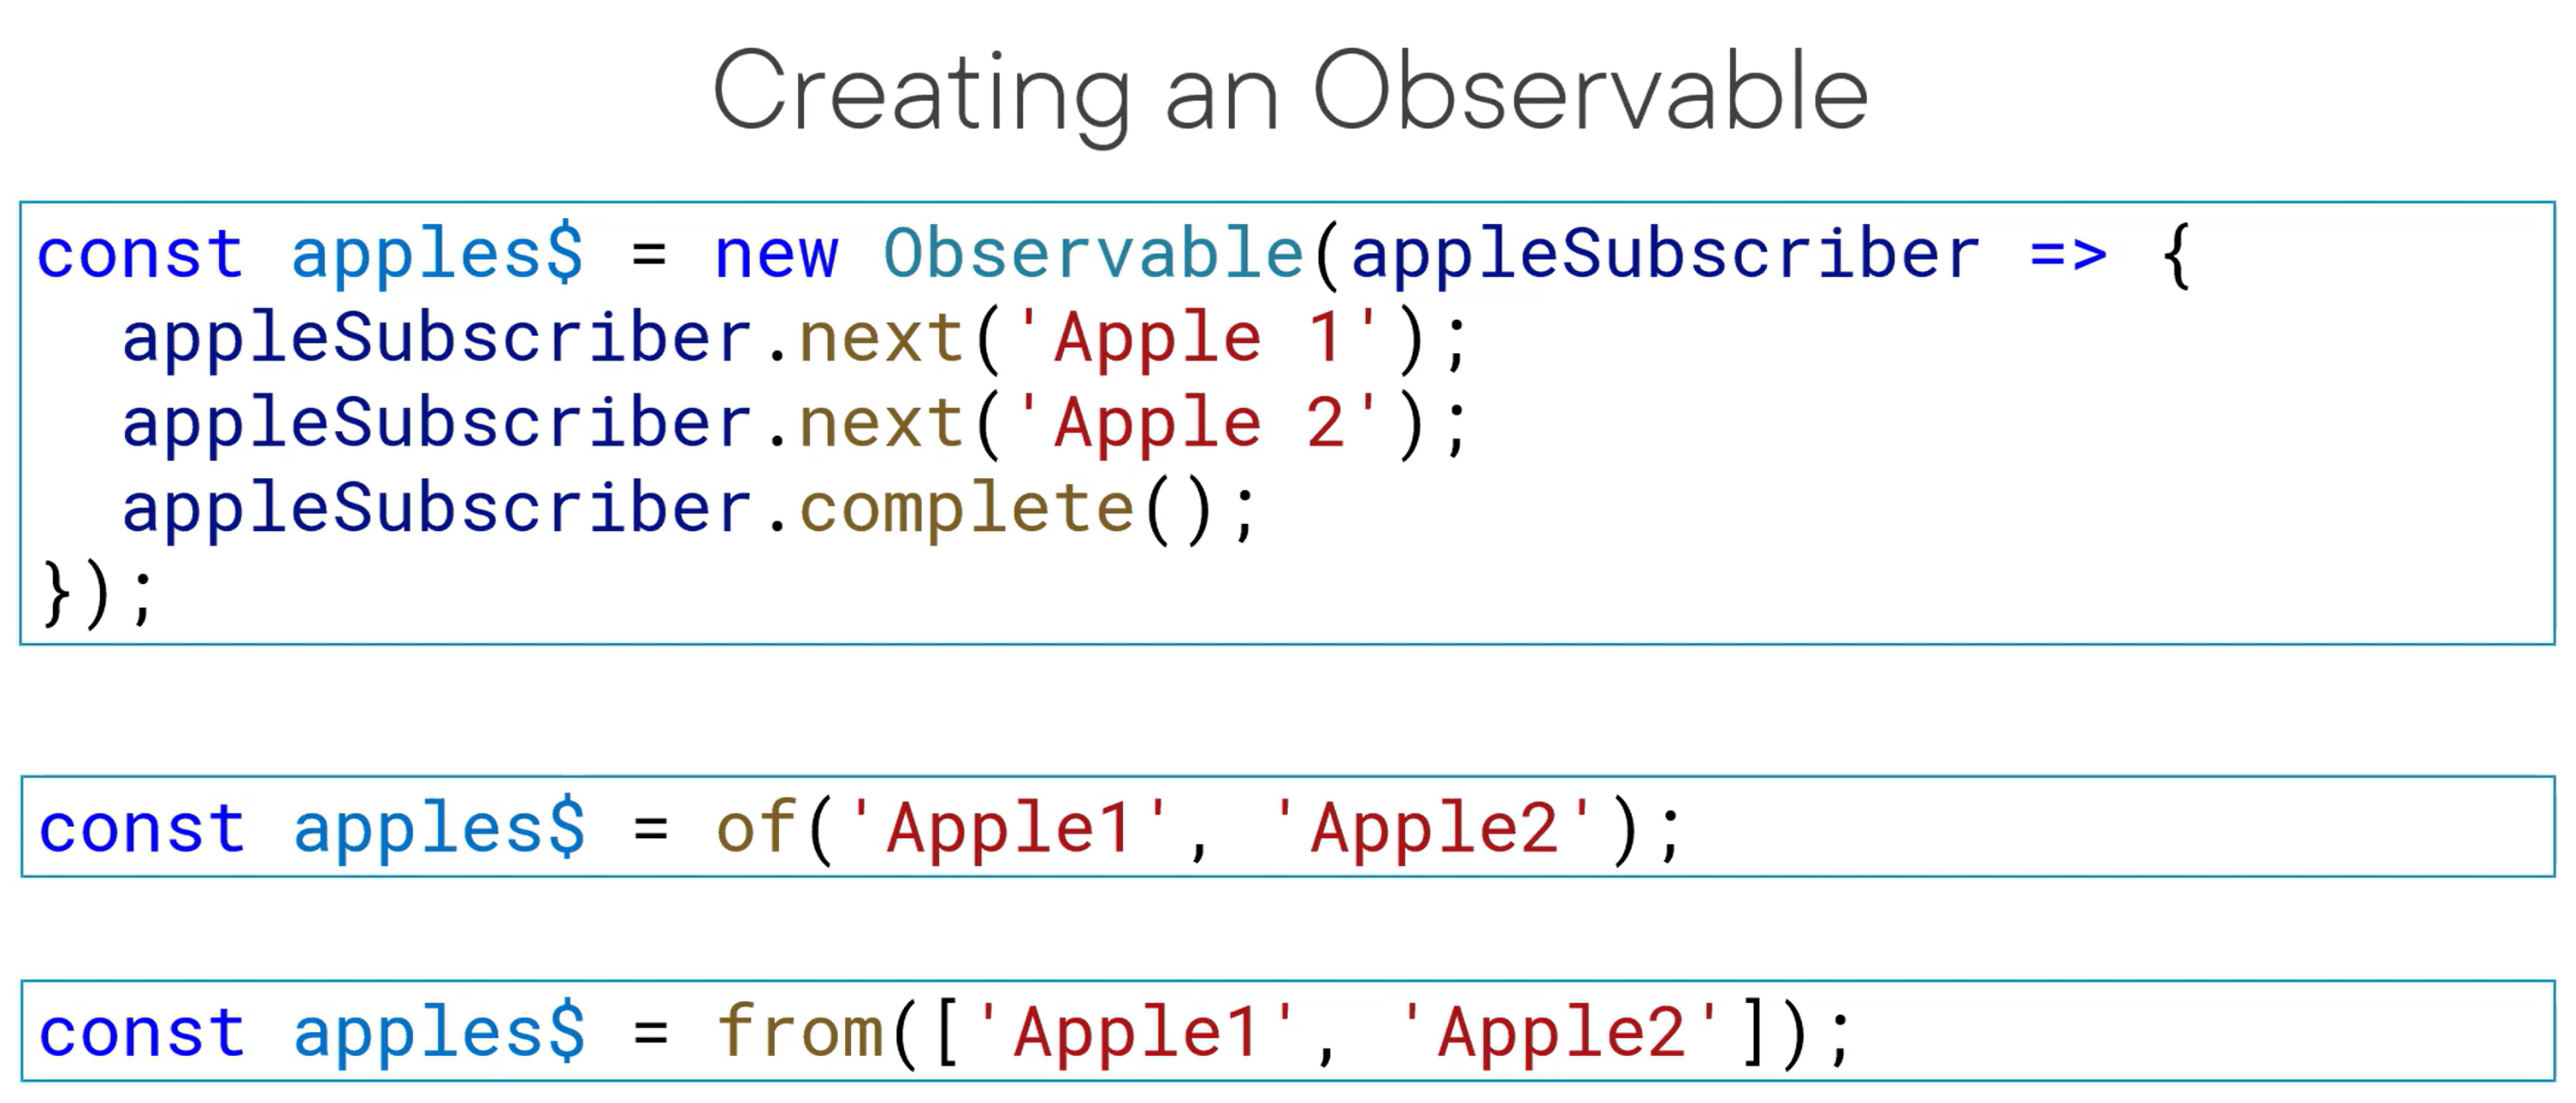 Creating an Observable
const apples$ = new Observable(appleSubscriber => {
  appleSubscriber.next('Apple 1');
  appleSubscriber.next('Apple 2');
  appleSubscriber.complete();
});
const apples$ = of('Apple1', 'Apple2');
const apples$ = from(['Apple1', 'Apple2']);